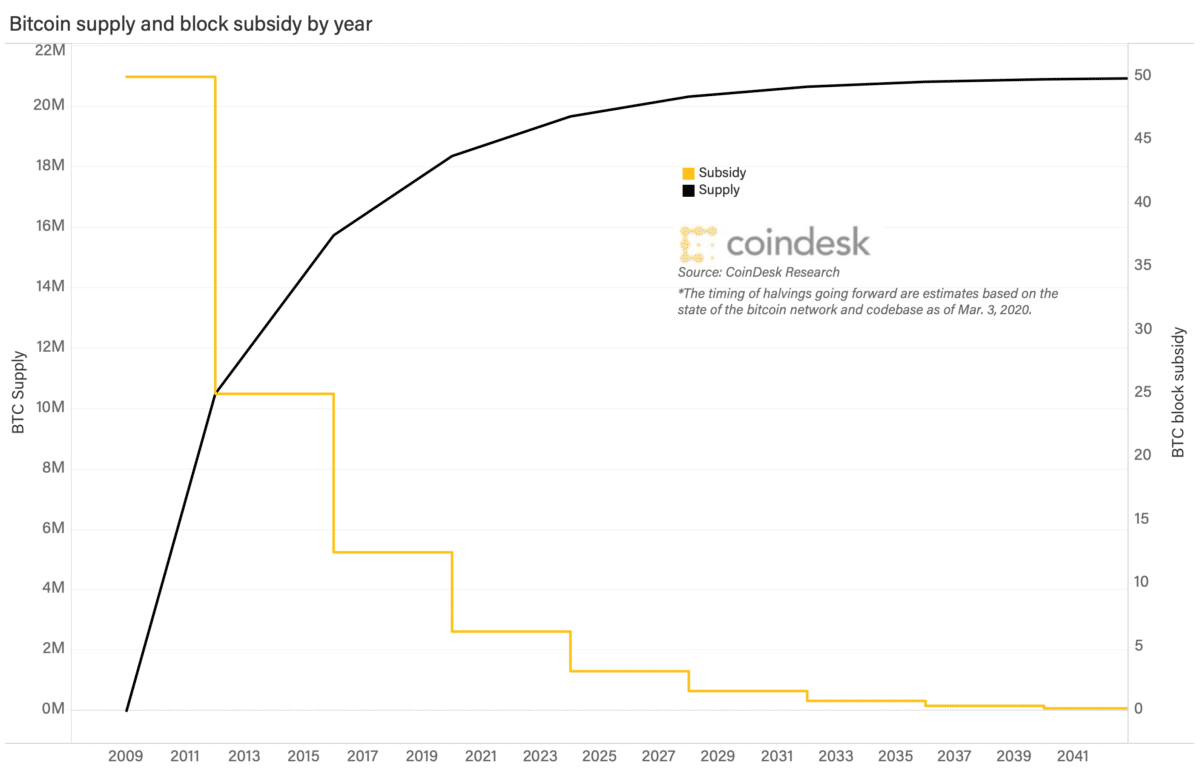 Bitcoin supply and block subsidy by year
22M
20M
18M
16M
14M
12M
10M
8M
6M
4M
2M
0M
BTC Supply
Subsidy
Supply
coindesk
Source: CoinDesk Research
*The timing of halvings going forward are estimates based on the
state of the bitcoin network and codebase as of Mar. 3, 2020.
50
45
40
35
30
25
20
15
10
5
0
BTC block subsidy
2009 2011 2013 2015 2017 2019 2021 2023 2025 2027 2029 2031 2033 2035 2037 2039 2041